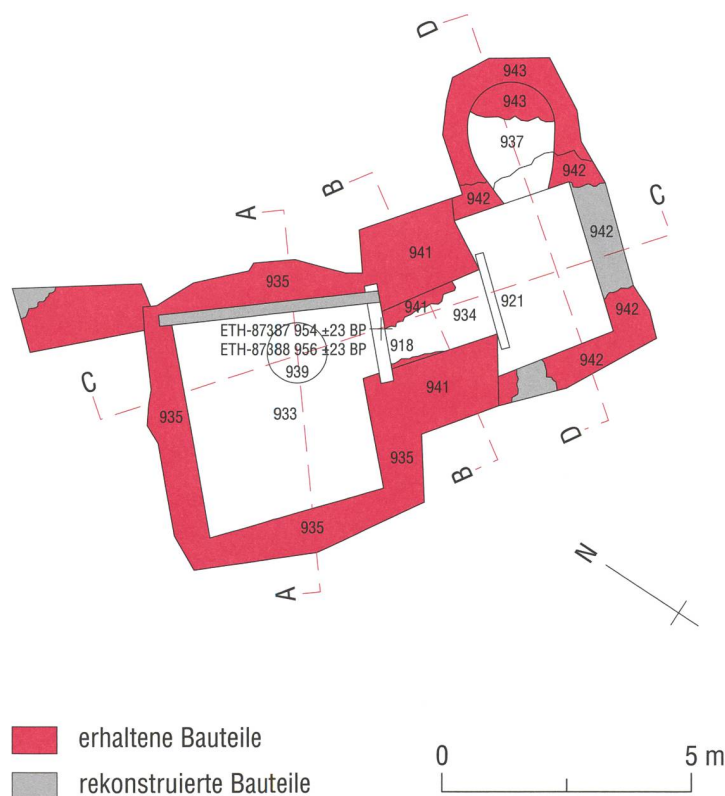 D
943
943
937
942
B
942
C
A
942
941
935
941
934
921
942
ETH-87387 954 ±23 BP
ETH-87388 956 ±23 BP
918
939
942
C
941
935
933
D
935
B
935
A
N
erhaltene Bauteile
rekonstruierte Bauteile
0 5 m